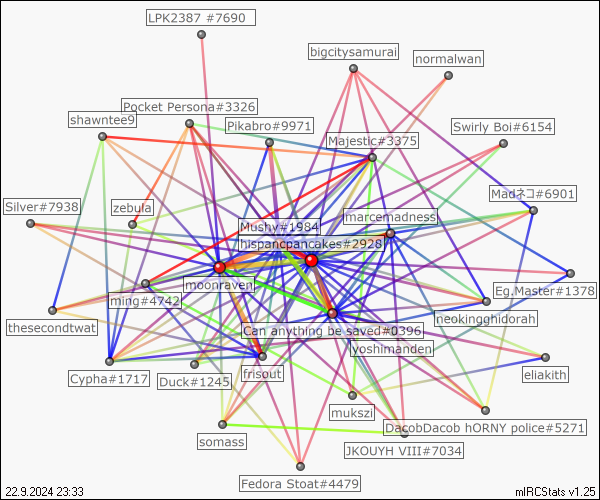 LPK2387 #7690
bigcitysamurai
normalwan
Pocket Persona#3326
shawntee9
Pikabro#9971
Swirly Boi#6154
Majestic#3375
Madネコ#6901
Silver#7938
zebula
marcemadness
Mushy#1984
hispancpancakes#2928
moonraven
Eg.Master#1378
ming#4742
neokingghidorah
thesecondtwat
Can anything be saved#0396
yoshimanden
Cypha#1717
Duck#1245
frisout
eliakith
mukszi
DacobDacob hORNY police#5271
somass
JKOUYH VIII#7034
Fedora Stoat#4479
22.9.2024 23:33
mIRCStats v1.25